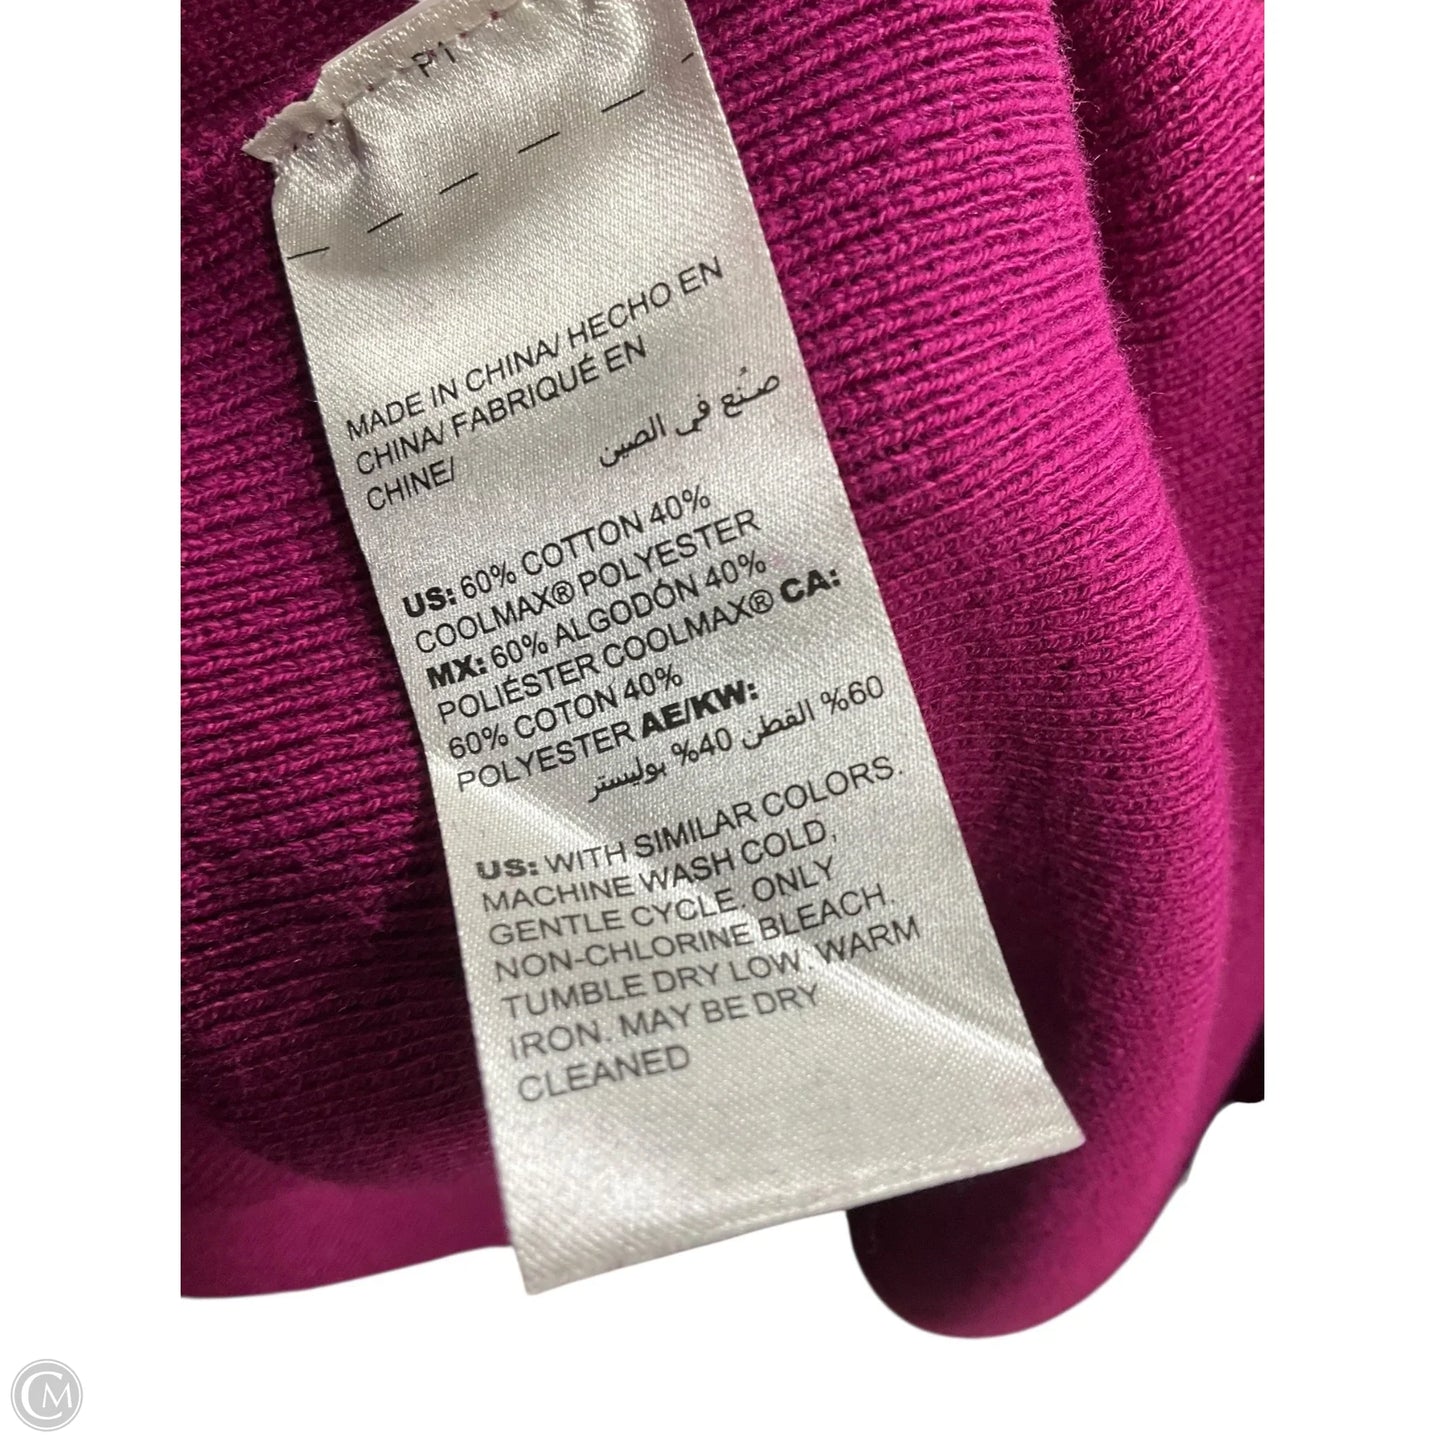 P1
MADE IN CHINA/ HECHO EN
CHINA/ FABRIQUÉ EN
CHINE/
صُنع في الصين
US: 60% COTTON 40%
COOLMAX® POLYESTER
MX: 60% ALGODÓN 40%
POLIÉSTER COOLMAX® CA:
60% COTON 40%
POLYESTER AE/KW:
60% القطن 40% بوليستر
US: WITH SIMILAR COLORS.
MACHINE WASH COLD,
GENTLE CYCLE. ONLY
NON-CHLORINE BLEACH.
TUMBLE DRY LOW. WARM
IRON. MAY BE DRY
CLEANED
CM